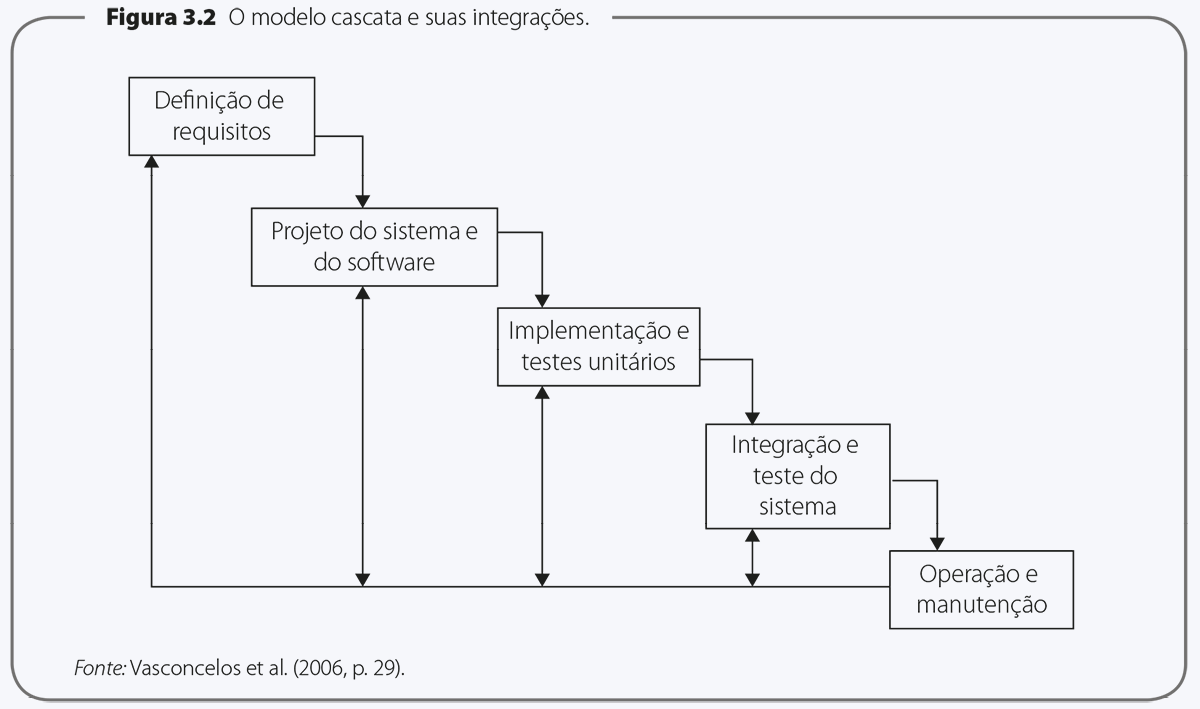 Figura 3.2 O modelo cascata e suas integrações.
Definição de
requisitos
Projeto do sistema e
do software
Implementação e
testes unitários
Integração e
teste do
sistema
Operação e
manutenção
Fonte: Vasconcelos et al. (2006, p. 29).